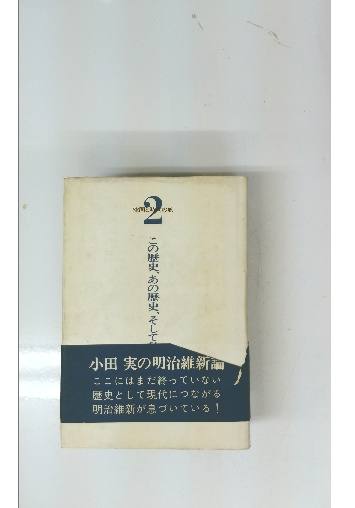 2
この歴史、あの歴史、そして
小田 実の明治維新論
ここにはまだ終っていない
歴史として現代につながる
明治維新が息づいている！